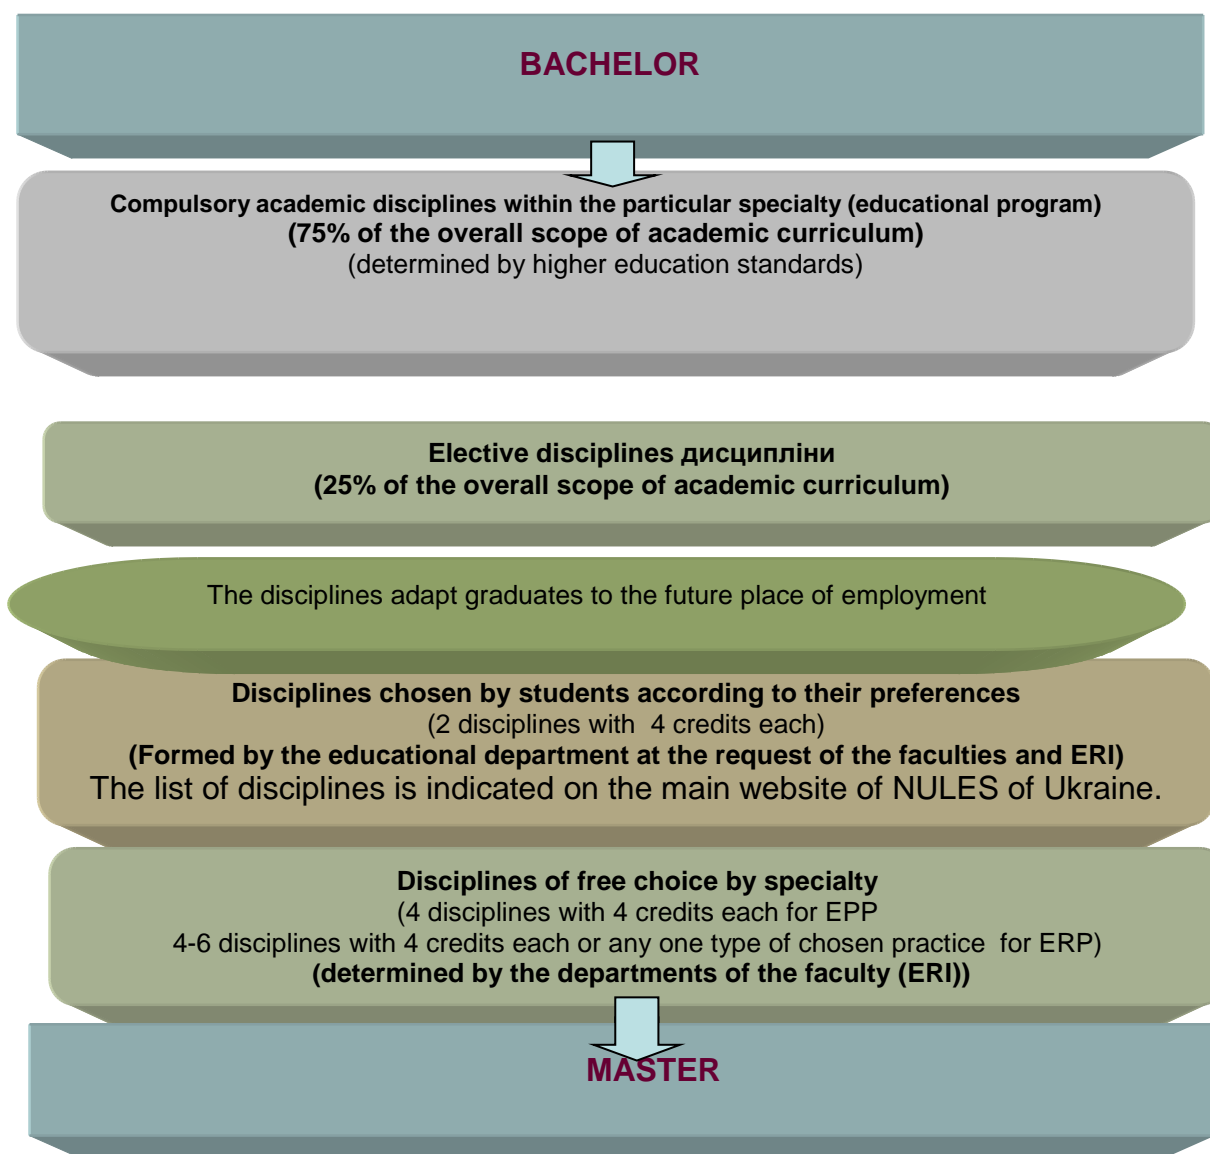 BACHELOR
Compulsory academic disciplines within the particular specialty (educational program)
(75% of the overall scope of academic curriculum)
(determined by higher education standards)
Elective disciplines дисципліни
(25% of the overall scope of academic curriculum)
The disciplines adapt graduates to the future place of employment
Disciplines chosen by students according to their preferences
(2 disciplines with 4 credits each)
(Formed by the educational department at the request of the faculties and ERI)
The list of disciplines is indicated on the main website of NULES of Ukraine.
Disciplines of free choice by specialty
(4 disciplines with 4 credits each for EPP
4-6 disciplines with 4 credits each or any one type of chosen practice for ERP)
(determined by the departments of the faculty (ERI))
MASTER